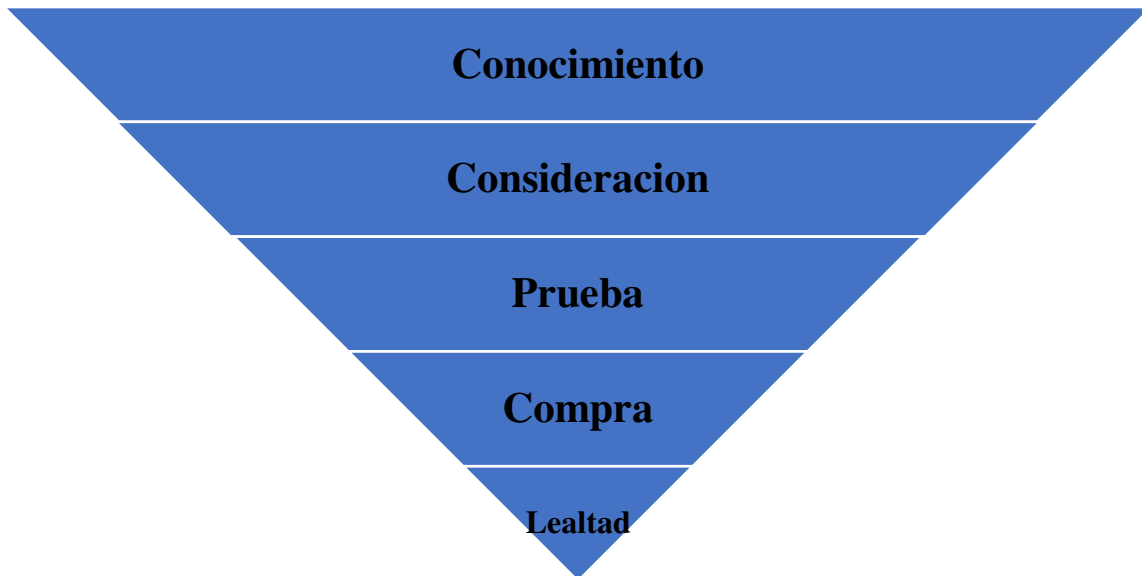 Conocimiento
Consideracion
Prueba
Compra
Lealtad